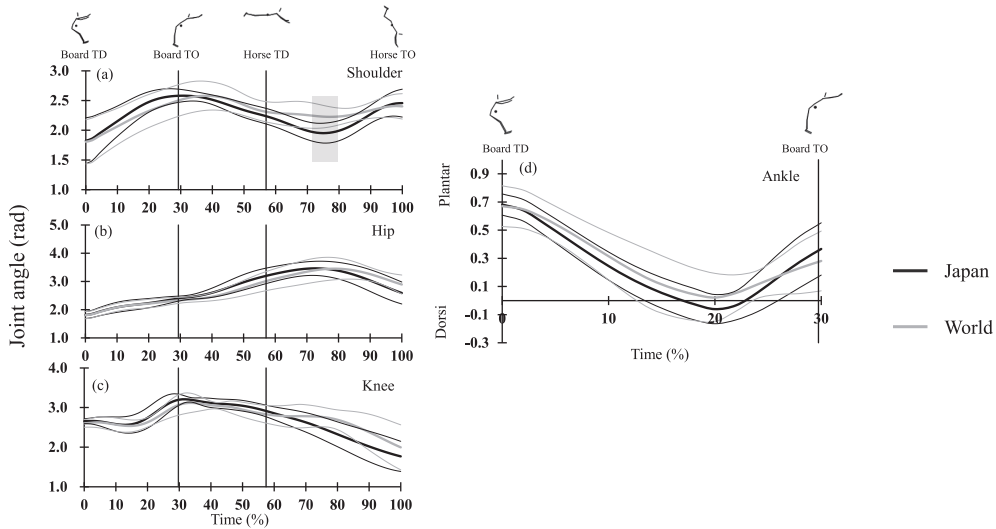 Board TD Board TO Horse TD Horse TO
(a) Shoulder
3.0
2.5
2.0
1.5
1.0
0 10 20 30 40 50 60 70 80 90 100
(b) Hip
5.0
4.0
3.0
2.0
1.0
0 10 20 30 40 50 60 70 80 90 100
(c) Knee
4.0
3.0
2.0
1.0
0 10 20 30 40 50 60 70 80 90 100
Time (%)
Joint angle (rad)
Board TD Board TO
(d) Ankle
Plantar
Dorsi
0.9
0.7
0.5
0.3
0.1
-0.1
-0.3
0 10 20 30
Time (%)
Japan
World